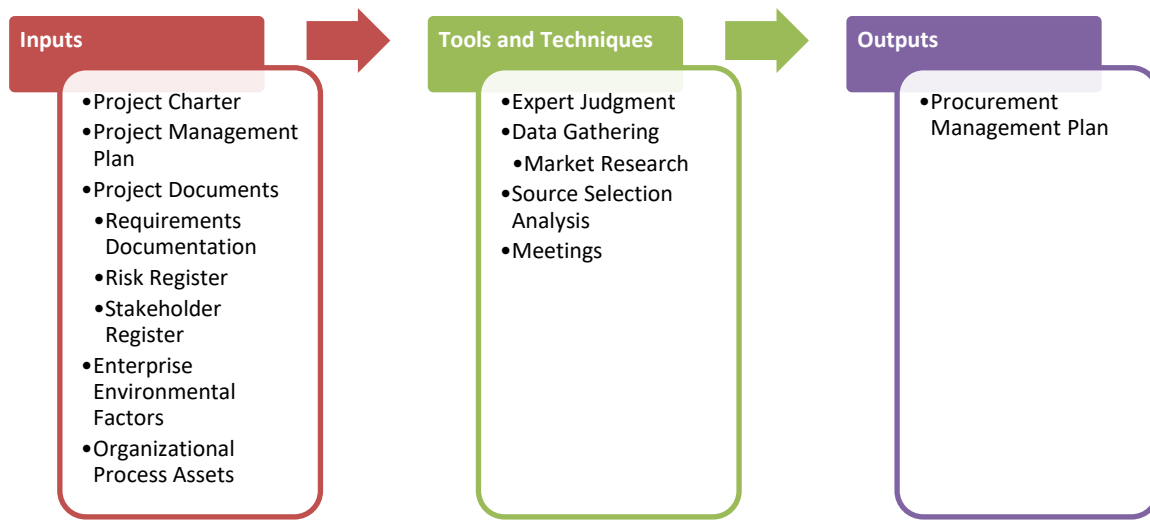 Inputs
•Project Charter
•Project Management
Plan
•Project Documents
•Requirements
Documentation
•Risk Register
•Stakeholder
Register
•Enterprise
Environmental
Factors
•Organizational
Process Assets
Tools and Techniques
•Expert Judgment
•Data Gathering
•Market Research
•Source Selection
Analysis
•Meetings
Outputs
•Procurement
Management Plan